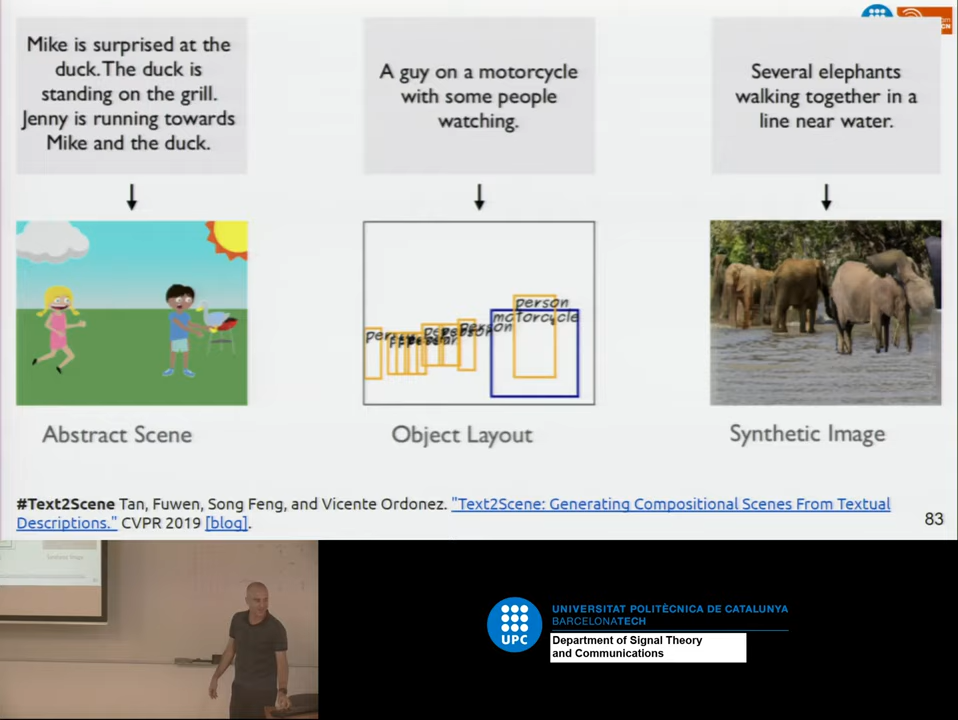 Mike is surprised at the
duck. The duck is
standing on the grill.
Jenny is running towards
Mike and the duck.
A guy on a motorcycle
with some people
watching.
Several elephants
walking together in a
line near water.
person
motorcycle
person
person
Abstract Scene
Object Layout
Synthetic Image
#Text2Scene Tan, Fuwen, Song Feng, and Vicente Ordonez. "Text2Scene: Generating Compositional Scenes From Textual
Descriptions." CVPR 2019 [blog].
83
UPC
UNIVERSITAT POLITÈCNICA DE CATALUNYA
BARCELONATECH
Department of Signal Theory
and Communications